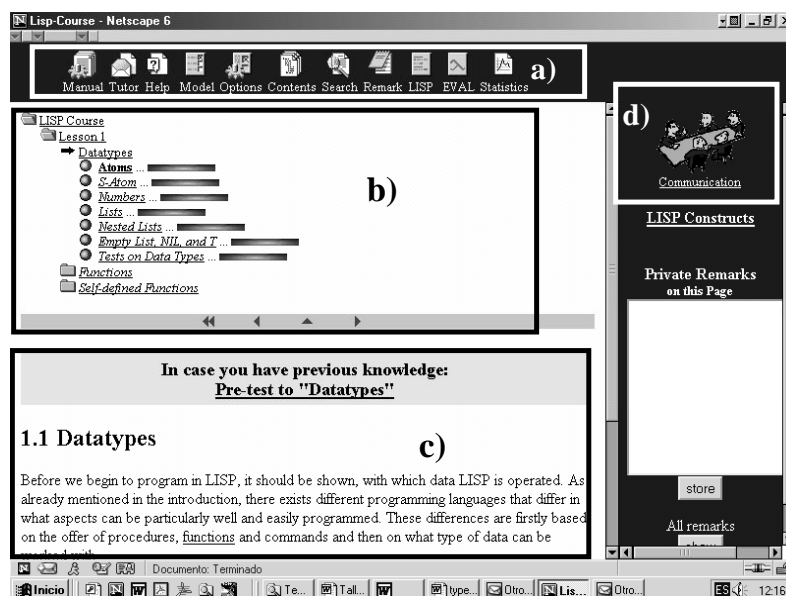 Lisp-Course - Netscape 6
Manual Tutor Help Model Options Contents Search Remark LISP EVAL Statistics
a)
LISP Course
Lesson 1
Datatypes
Atoms ...
S-Atom ...
Numbers ...
Lists ...
Nested Lists ...
Empty List, NIL, and T ...
Tests on Data Types ...
Functions
Self-defined Functions
b)
In case you have previous knowledge:
Pre-test to "Datatypes"
1.1 Datatypes
c)
Before we begin to program in LISP, it should be shown, with which data LISP is operated. As
already mentioned in the introduction, there exists different programming languages that differ in
what aspects can be particularly well and easily programmed. These differences are firstly based
on the offer of procedures, functions and commands and then on what type of data can be
worked with
d)
Communication
LISP Constructs
Private Remarks
on this Page
store
All remarks
show
Documento: Terminado
Inicio Te... Tall... type... Otro... Lis... Otro... ES 12:16